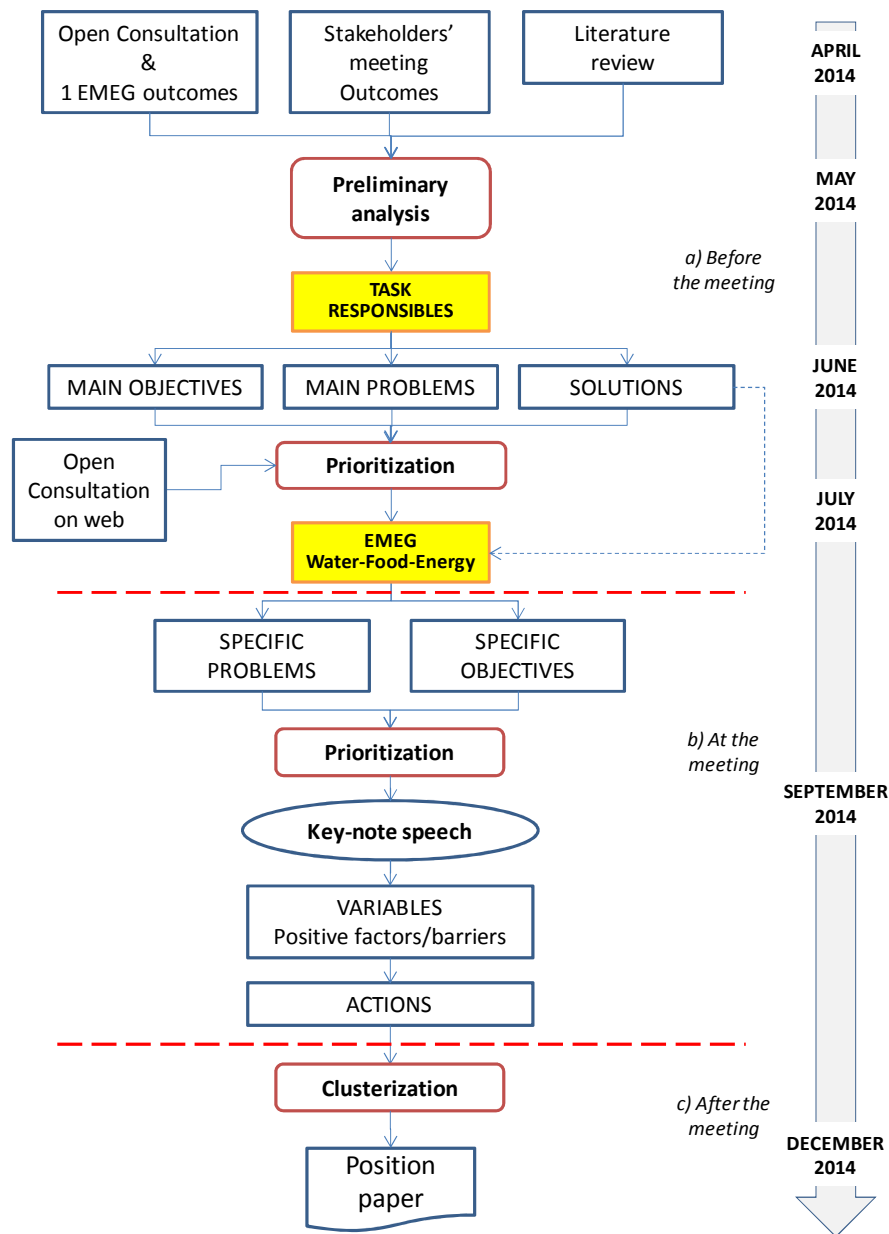 Open Consultation
&
1 EMEG outcomes
Stakeholders'
meeting
Outcomes
Literature
review
APRIL
2014
Preliminary
analysis
MAY
2014
a) Before
the meeting
TASK
RESPONSIBLES
MAIN OBJECTIVES
MAIN PROBLEMS
SOLUTIONS
JUNE
2014
Open
Consultation
on web
Prioritization
JULY
2014
EMEG
Water-Food-Energy
SPECIFIC
PROBLEMS
SPECIFIC
OBJECTIVES
Prioritization
b) At the
meeting
SEPTEMBER
2014
Key-note speech
VARIABLES
Positive factors/barriers
ACTIONS
Clusterization
c) After the
meeting
DECEMBER
2014
Position
paper